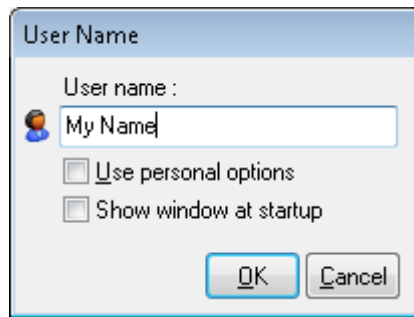 User Name
User name :
My Name
Use personal options
Show window at startup
OK Cancel